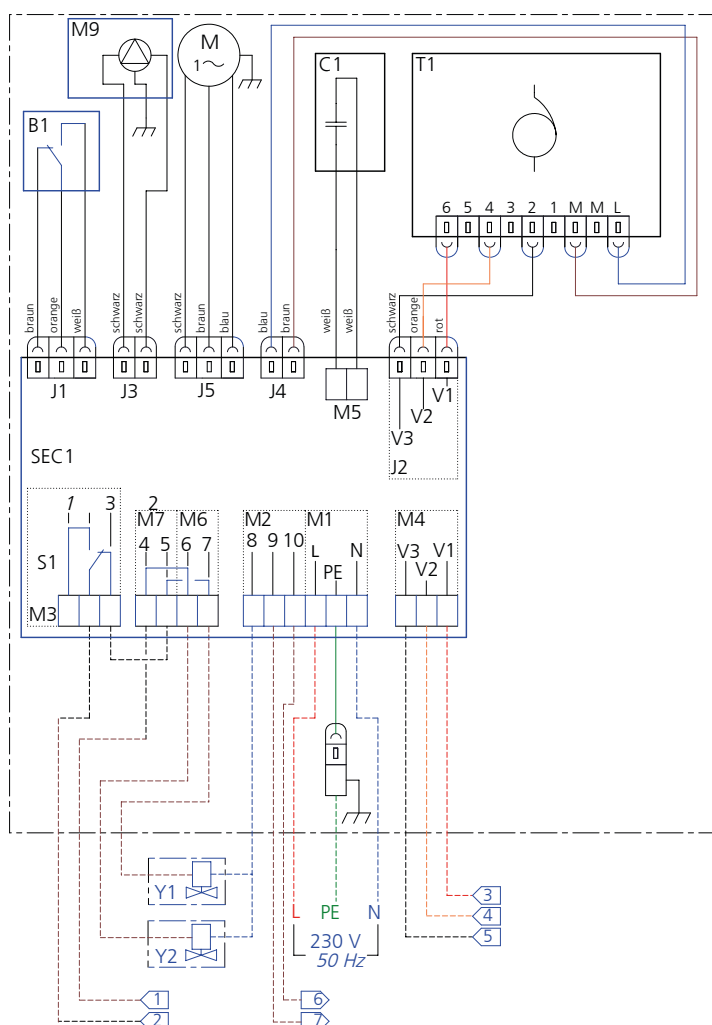 M9
M
1~
C1
T1
B1
6 5 4 3 2 1 M M L
braun
orange
weiß
schwarz
schwarz
schwarz
braun
blau
blau
braun
weiß
weiß
schwarz
orange
rot
J1
J3
J5
J4
M5
V1
V2
V3
J2
SEC1
1 3
S1
M3
2
M7 M6
4 5 6 7
M2 M1
8 9 10 L PE N
M4
V3 V2 V1
Y1
Y2
L PE N
230 V
50 Hz
3
4
5
1
2
6
7